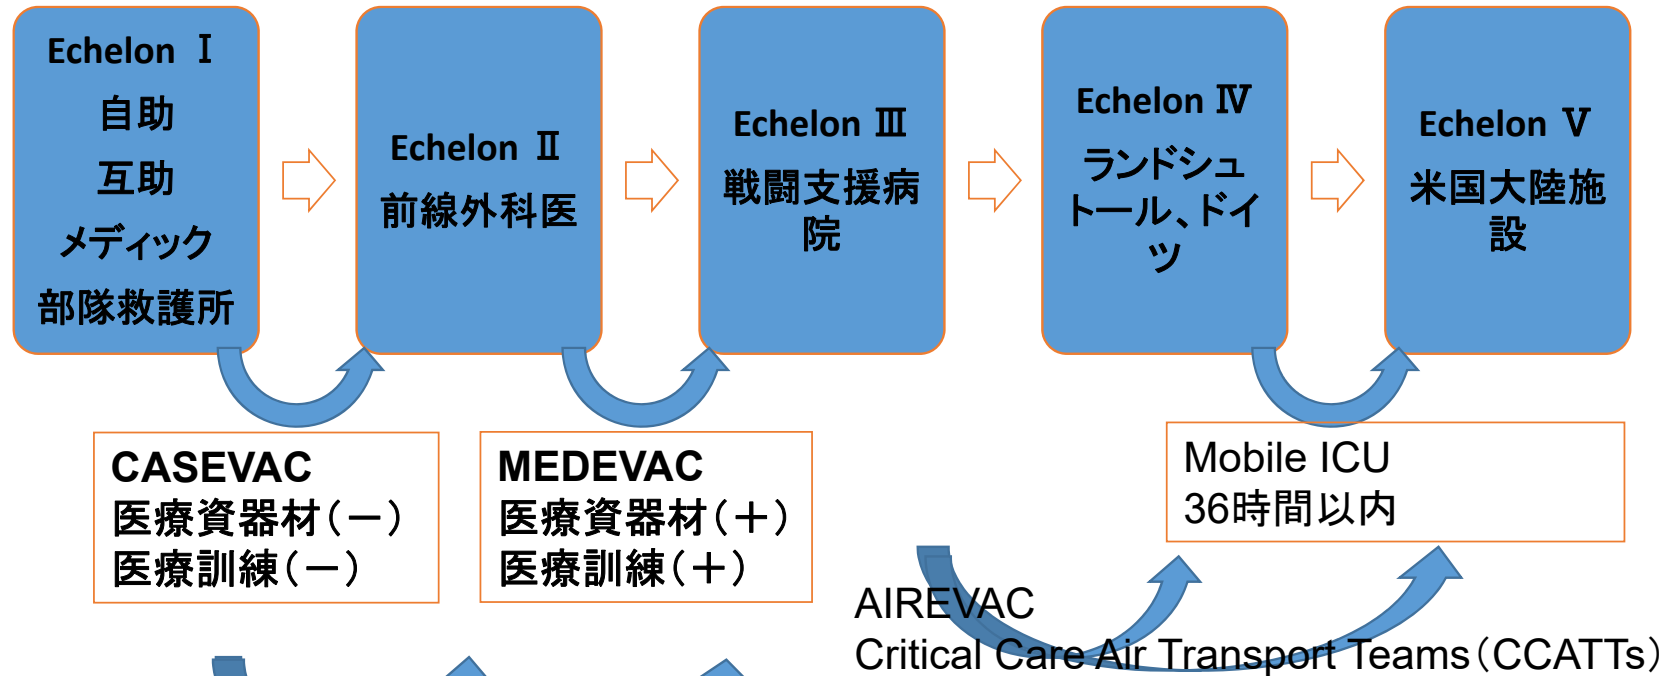 Echelon Ⅰ
自助
互助
メディック
部隊救護所
Echelon Ⅱ
前線外科医
Echelon Ⅲ
戦闘支援病
院
Echelon Ⅳ
ランドシュ
トール、ドイ
ツ
Echelon Ⅴ
米国大陸施
設
CASEVAC
医療資器材（－）
医療訓練（－）
MEDEVAC
医療資器材（＋）
医療訓練（＋）
Mobile ICU
36時間以内
AIREVAC
Critical Care Air Transport Teams（CCATTs）